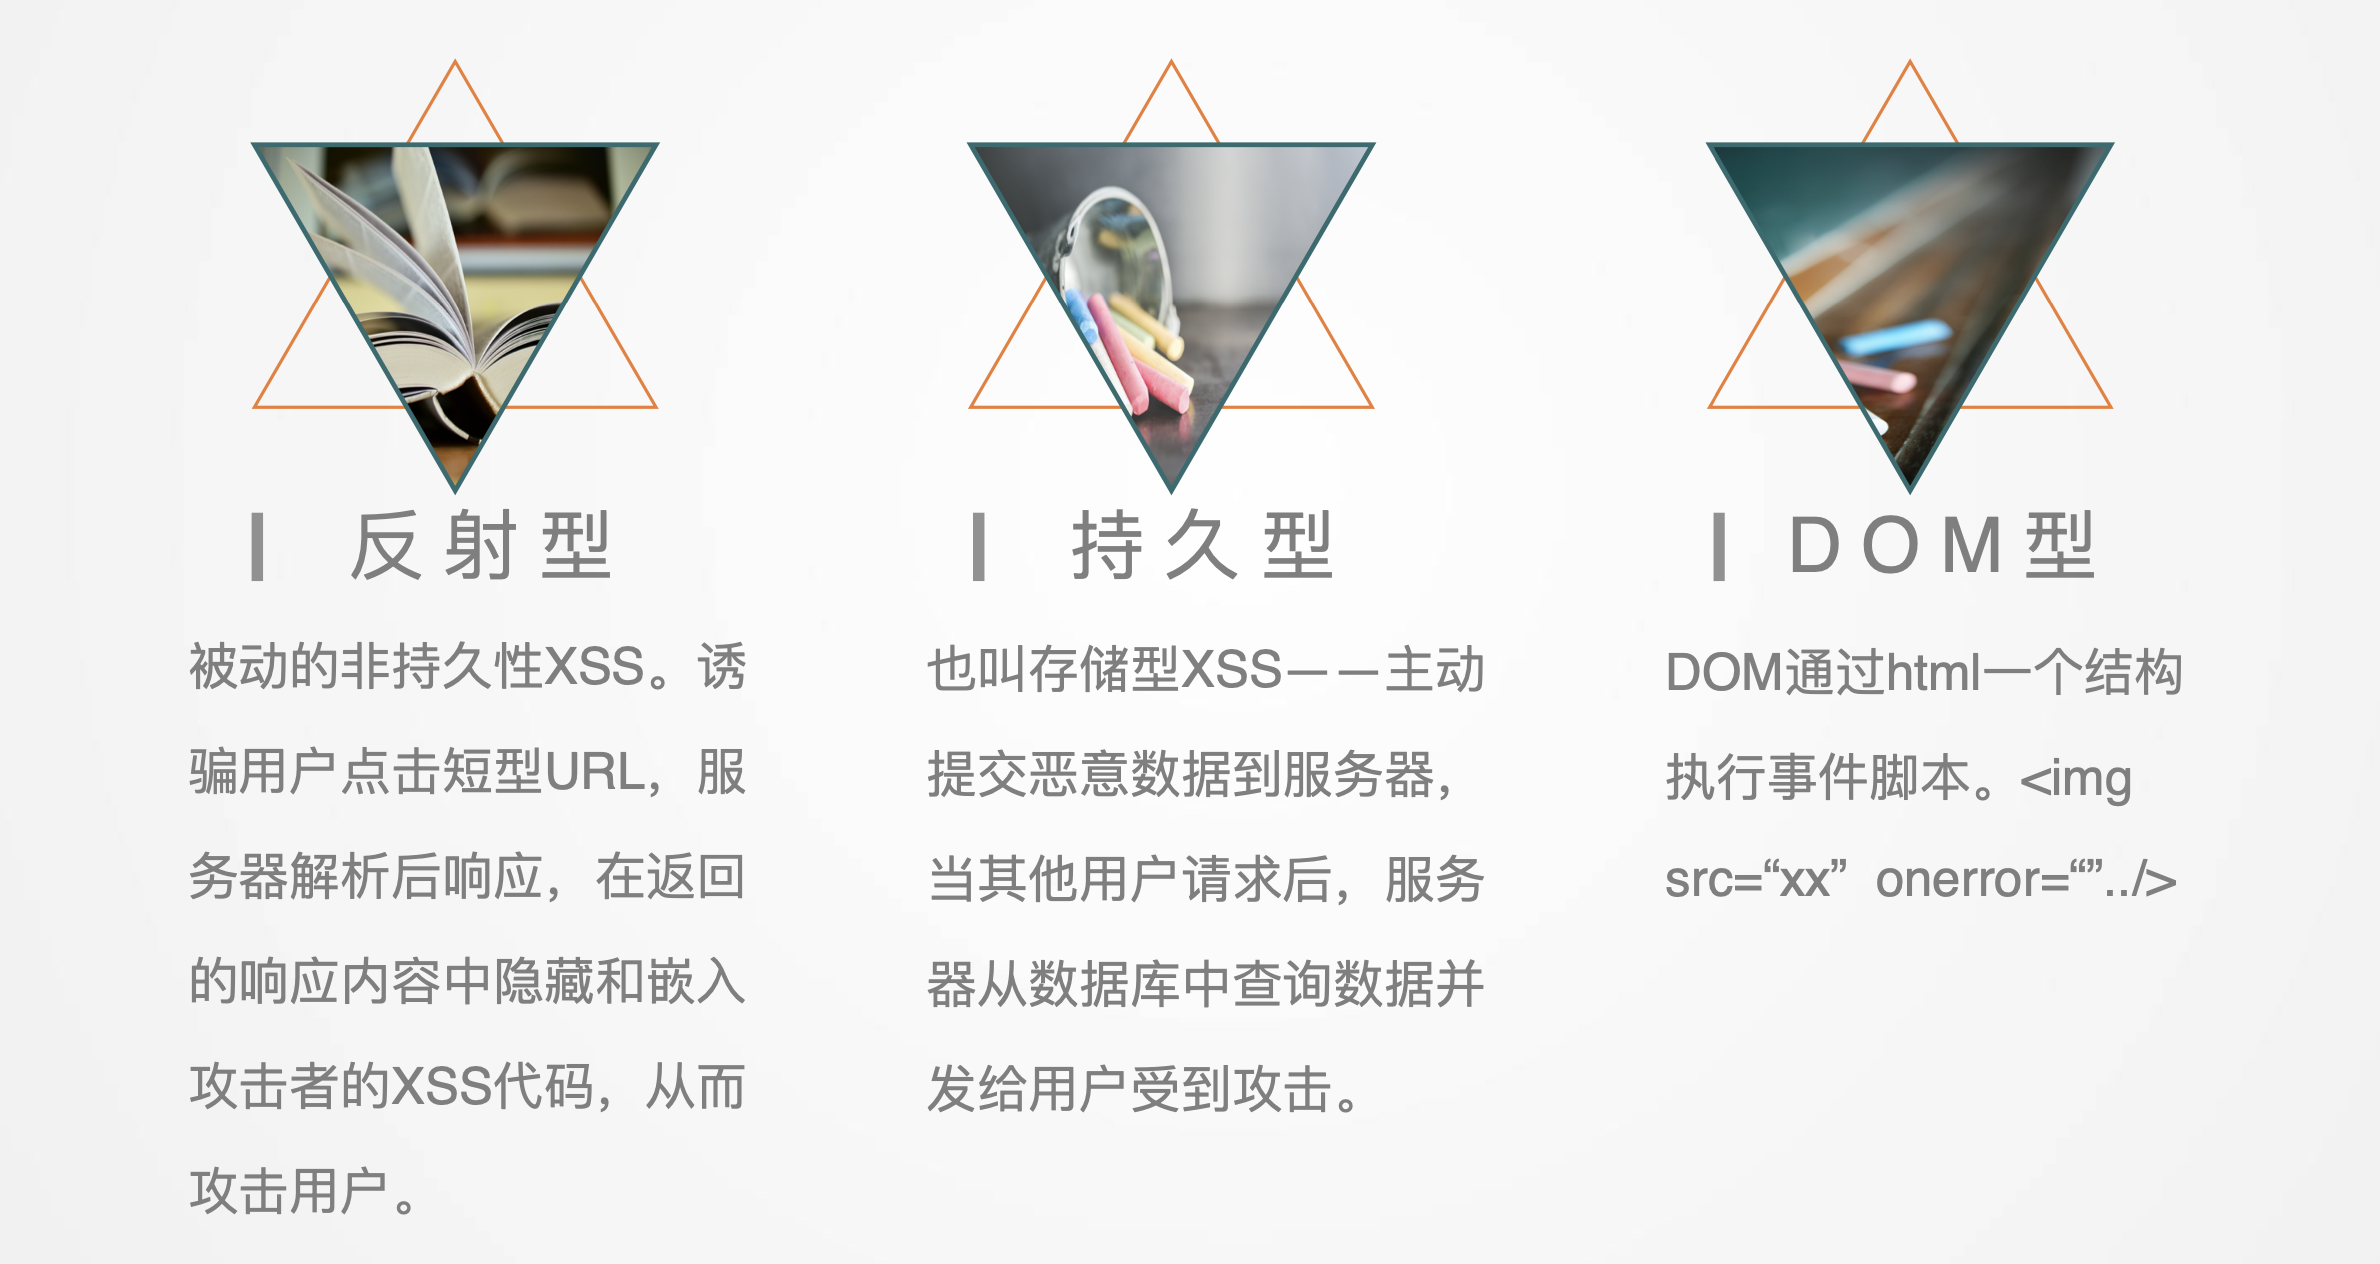 反射型
被动的非持久性XSS。诱
骗用户点击短型URL，服
务器解析后响应，在返回
的响应内容中隐藏和嵌入
攻击者的XSS代码，从而
攻击用户。
持久型
也叫存储型XSS——主动
提交恶意数据到服务器，
当其他用户请求后，服务
器从数据库中查询数据并
发给用户受到攻击。
DOM型
DOM通过html一个结构
执行事件脚本。<img
src=“xx” onerror=“”../>